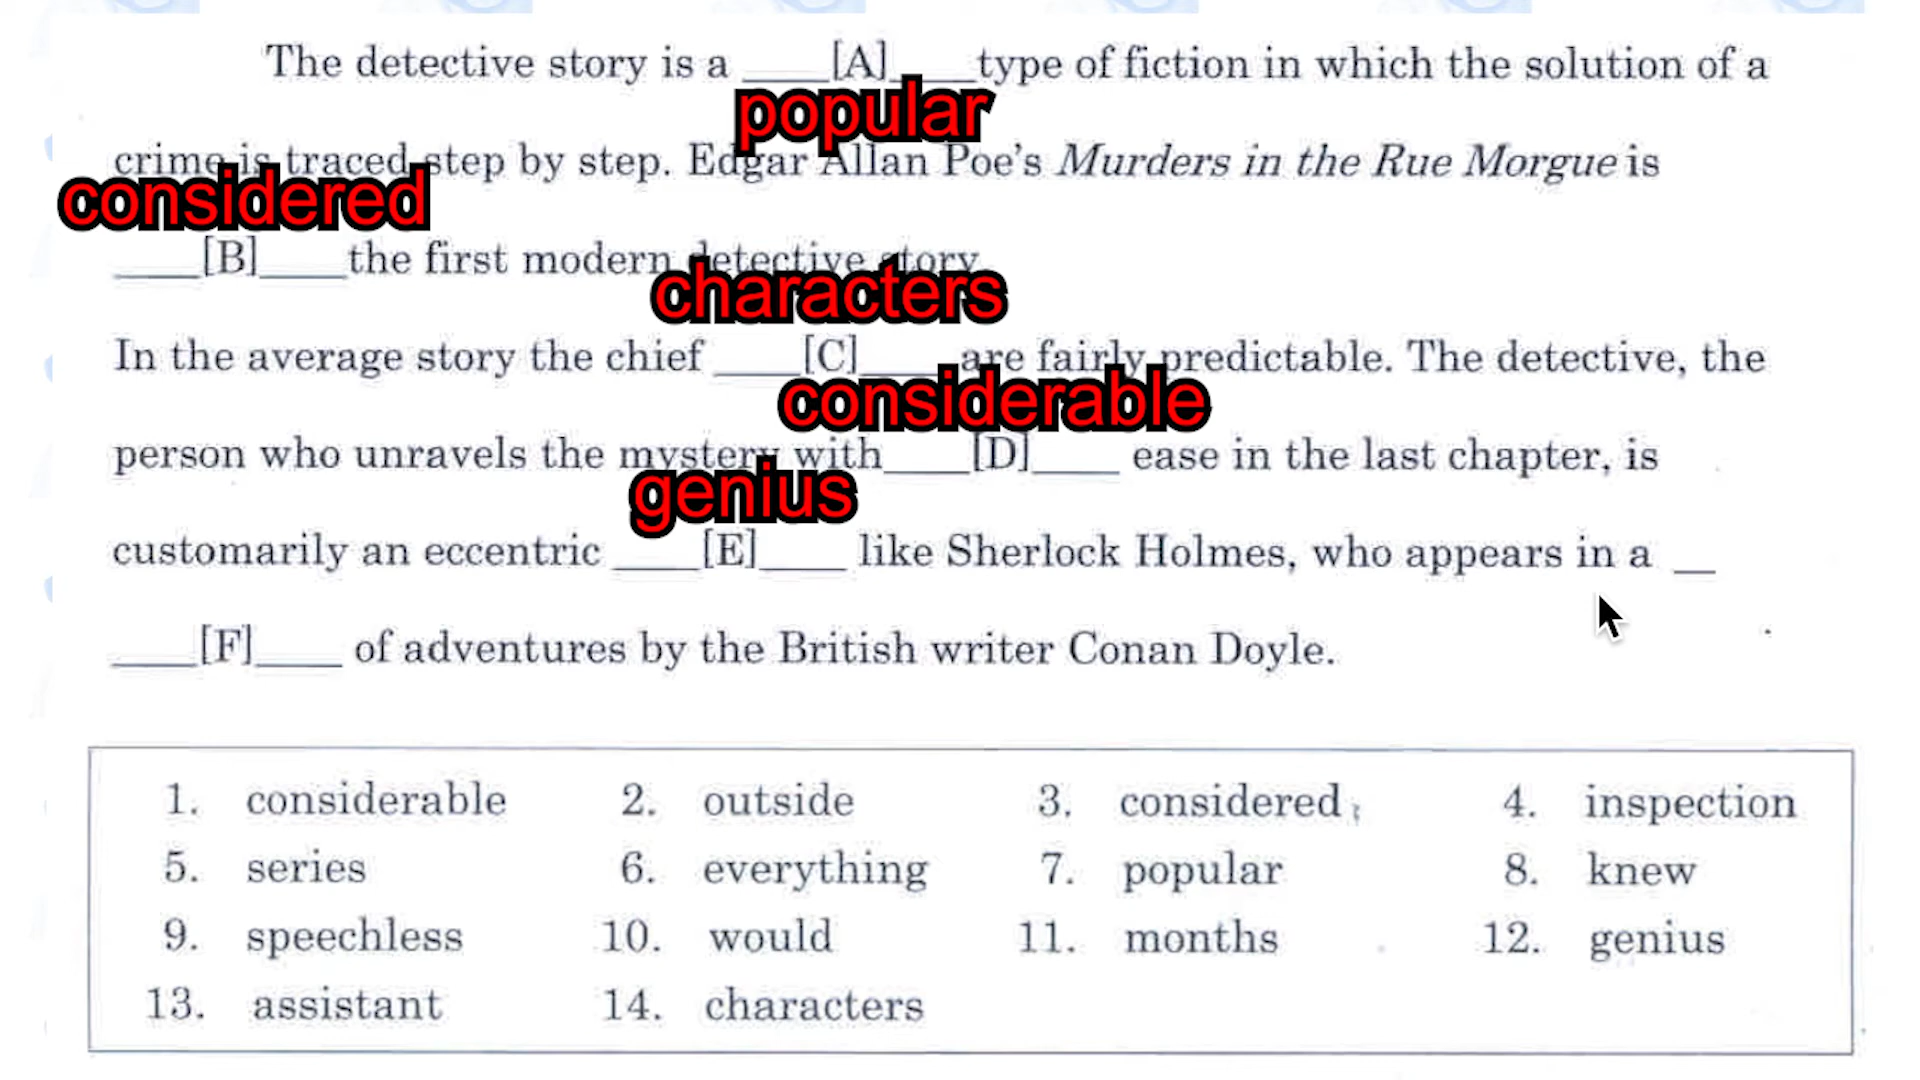 The detective story is a ____[A]____type of fiction in which the solution of a
popular
crime is traced step by step. Edgar Allan Poe's Murders in the Rue Morgue is
considered
____[B]____the first modern detective story.
characters
In the average story the chief ____[C]____ are fairly predictable. The detective, the
considerable
person who unravels the mystery with____[D]____ ease in the last chapter, is
genius
customarily an eccentric ____[E]____ like Sherlock Holmes, who appears in a __
____[F]____ of adventures by the British writer Conan Doyle.
1. considerable 2. outside 3. considered 4. inspection
5. series 6. everything 7. popular 8. knew
9. speechless 10. would 11. months 12. genius
13. assistant 14. characters